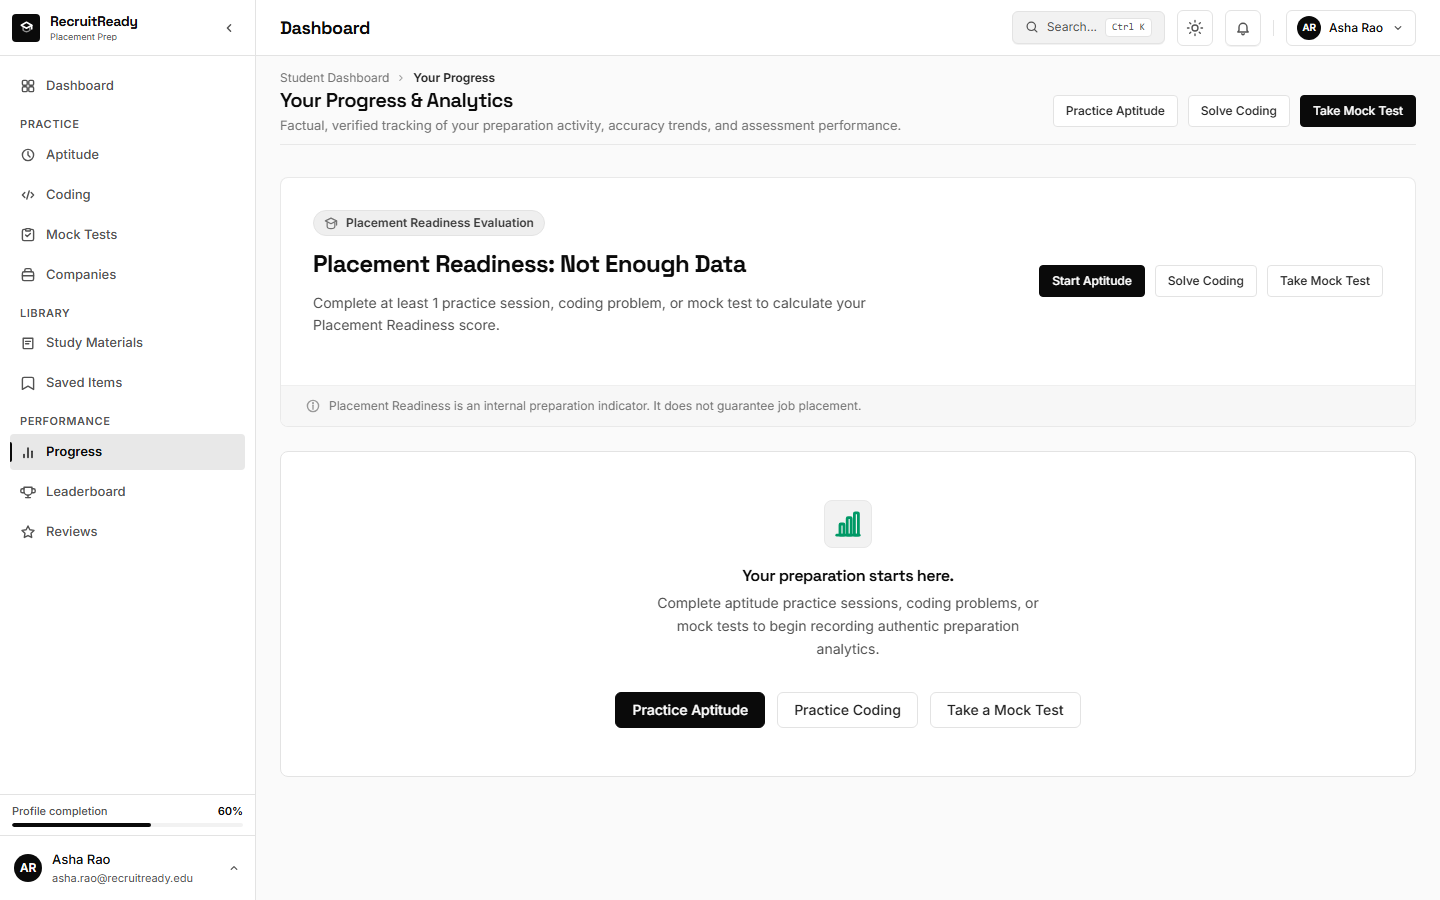 RecruitReady
Placement Prep
Dashboard
PRACTICE
Aptitude
Coding
Mock Tests
Companies
LIBRARY
Study Materials
Saved Items
PERFORMANCE
Progress
Leaderboard
Reviews
Profile completion 60%
AR
Asha Rao
asha.rao@recruitready.edu
Dashboard
Search... Ctrl K
AR Asha Rao
Student Dashboard > Your Progress
Your Progress & Analytics
Factual, verified tracking of your preparation activity, accuracy trends, and assessment performance.
Practice Aptitude
Solve Coding
Take Mock Test
Placement Readiness Evaluation
Placement Readiness: Not Enough Data
Complete at least 1 practice session, coding problem, or mock test to calculate your
Placement Readiness score.
Start Aptitude
Solve Coding
Take Mock Test
Placement Readiness is an internal preparation indicator. It does not guarantee job placement.
Your preparation starts here.
Complete aptitude practice sessions, coding problems, or
mock tests to begin recording authentic preparation
analytics.
Practice Aptitude
Practice Coding
Take a Mock Test